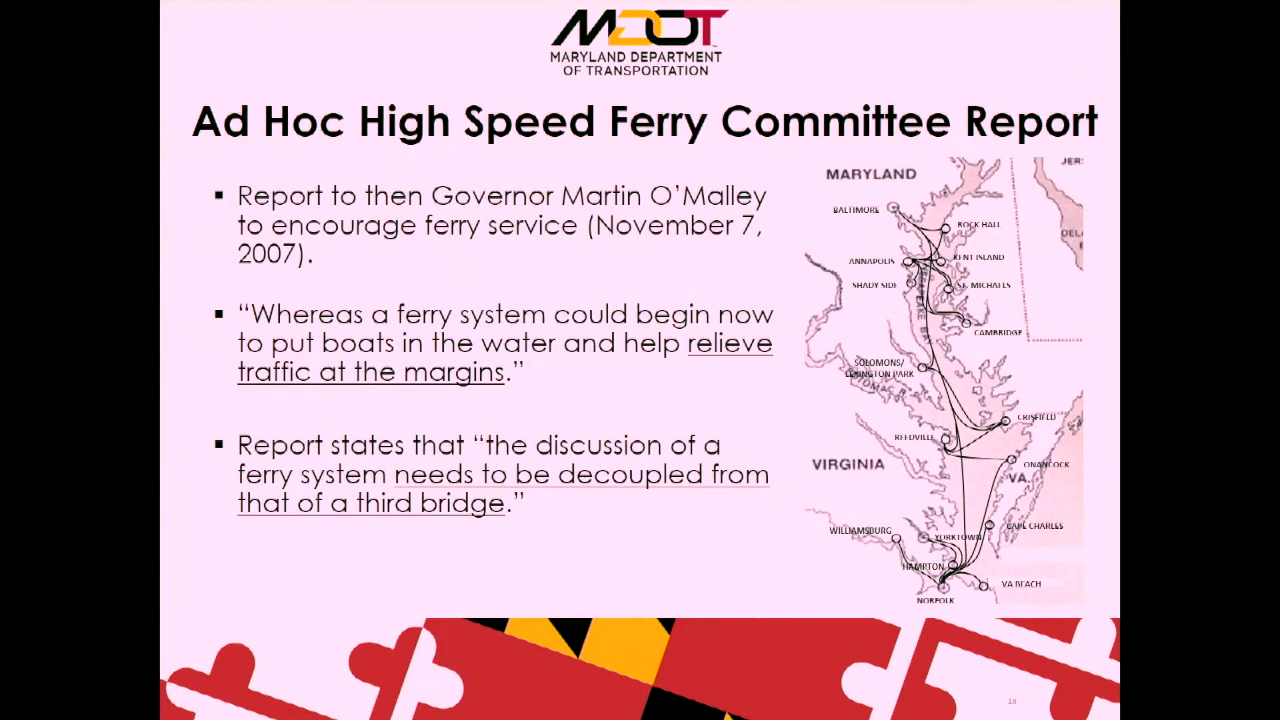 MDOT
MARYLAND DEPARTMENT
OF TRANSPORTATION
Ad Hoc High Speed Ferry Committee Report
▪ Report to then Governor Martin O’Malley
to encourage ferry service (November 7,
2007).
▪ “Whereas a ferry system could begin now
to put boats in the water and help relieve
traffic at the margins.”
▪ Report states that “the discussion of a
ferry system needs to be decoupled from
that of a third bridge.”
JER
MARYLAND
BALTIMORE
ROCK HALL
DEL
ANNAPOLIS
KENT ISLAND
SHADY SIDE
ST. MICHAELS
CAMBRIDGE
SOLOMONS/
LEXINGTON PARK
CRISFIELD
REEDVILLE
VIRGINIA
ONANCOCK
VA.
WILLIAMSBURG
CAPE CHARLES
YORKTOWN
HAMPTON
VA BEACH
NORFOLK